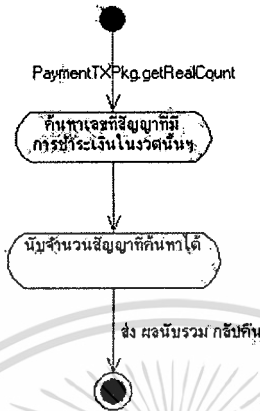 PaymentTXPkg.getRealCount
ค้นหาเลขที่สัญญาที่มี
การชำระเงินในงวดนั้นๆ
นับจำนวนสัญญาที่ค้นหาได้
ส่ง ผลนับรวม กลับคืน